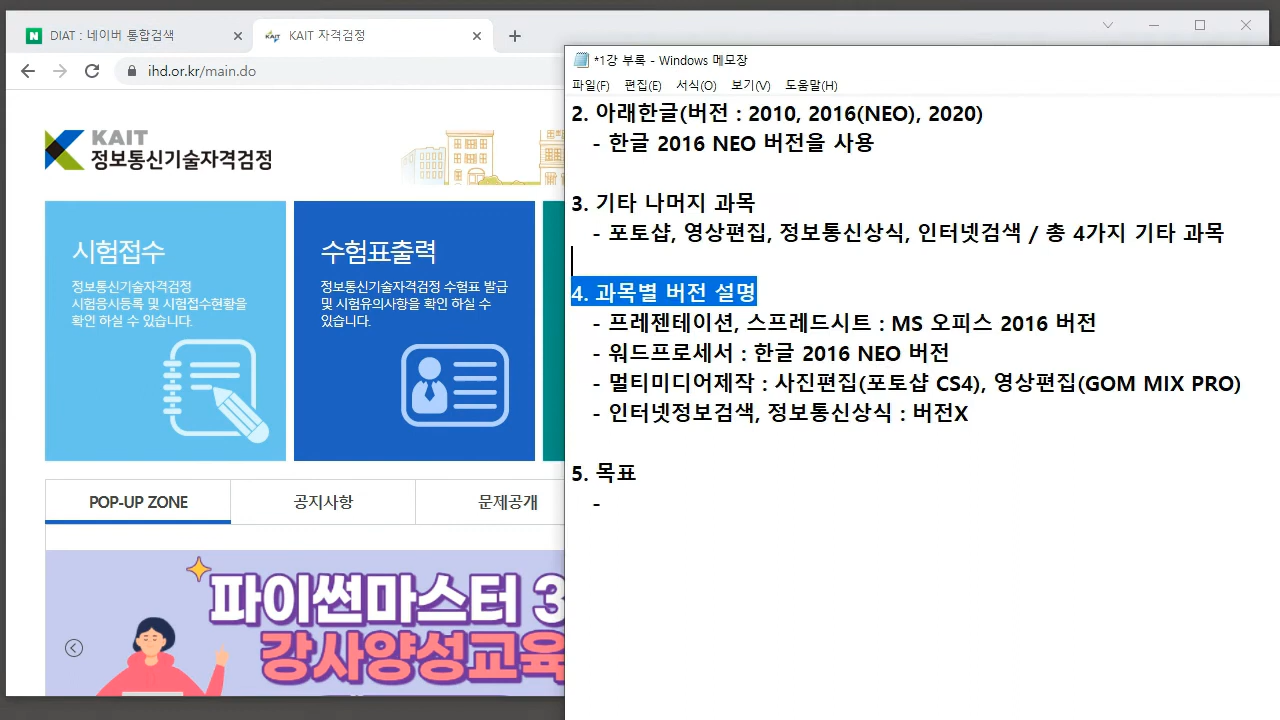 DIAT : 네이버 통합검색
KAIT 자격검정
ihd.or.kr/main.do
KAIT
정보통신기술자격검정
시험접수
정보통신기술자격검정
시험응시등록 및 시험접수현황을
확인 하실 수 있습니다.
수험표출력
정보통신기술자격검정 수험표 발급
및 시험유의사항을 확인 하실 수
있습니다.
POP-UP ZONE
공지사항
문제공개
파이썬마스터 3
강사양성교육
*1강 부록 - Windows 메모장
파일(F) 편집(E) 서식(O) 보기(V) 도움말(H)
2. 아래한글(버전 : 2010, 2016(NEO), 2020)
- 한글 2016 NEO 버전을 사용
3. 기타 나머지 과목
- 포토샵, 영상편집, 정보통신상식, 인터넷검색 / 총 4가지 기타 과목
4. 과목별 버전 설명
- 프레젠테이션, 스프레드시트 : MS 오피스 2016 버전
- 워드프로세서 : 한글 2016 NEO 버전
- 멀티미디어제작 : 사진편집(포토샵 CS4), 영상편집(GOM MIX PRO)
- 인터넷정보검색, 정보통신상식 : 버전X
5. 목표
-